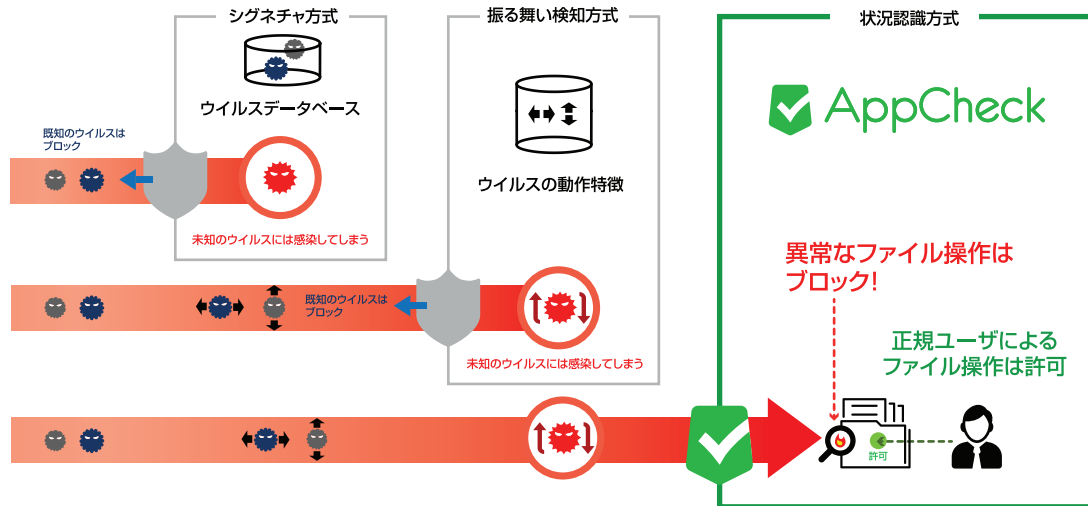 シグネチャ方式
ウイルスデータベース
既知のウイルスは
ブロック
未知のウイルスには感染してしまう
振る舞い検知方式
ウイルスの動作特徴
既知のウイルスは
ブロック
未知のウイルスには感染してしまう
状況認識方式
AppCheck
異常なファイル操作は
ブロック!
正規ユーザによる
ファイル操作は許可
許可